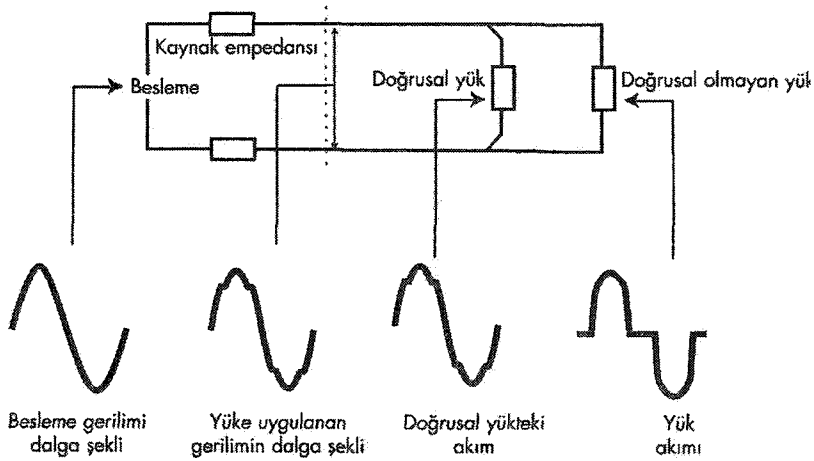 Kaynak empedansı
Besleme
Doğrusal yük
Doğrusal olmayan yük
Besleme gerilimi
dalga şekli
Yüke uygulanan
gerilimin dalga şekli
Doğrusal yükteki
akım
Yük
akımı